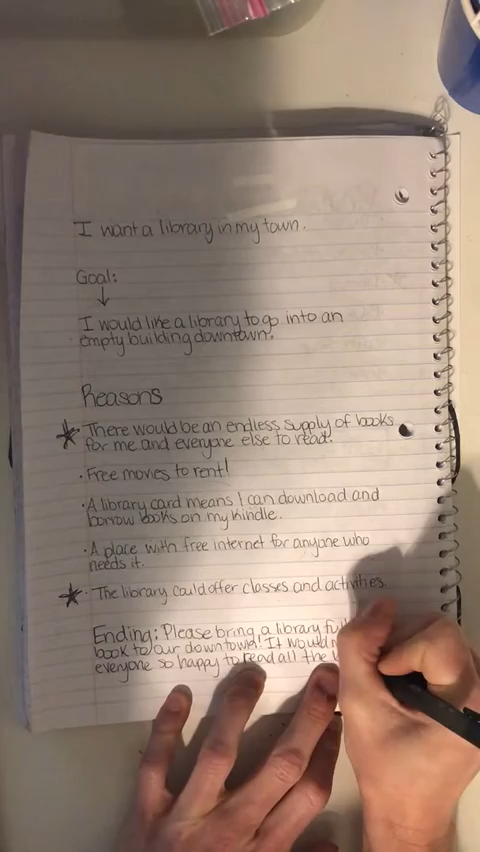 I want a library in my town.
Goal:
I would like a library to go into an
empty building downtown.
Reasons
There would be an endless supply of books
for me and everyone else to read.
· Free movies to rent!
· A library card means I can download and
borrow books on my kindle.
· A place with free internet for anyone who
needs it.
· The library could offer classes and activities.
Ending: Please bring a library
book to our downtown! It would
everyone so happy to read all the